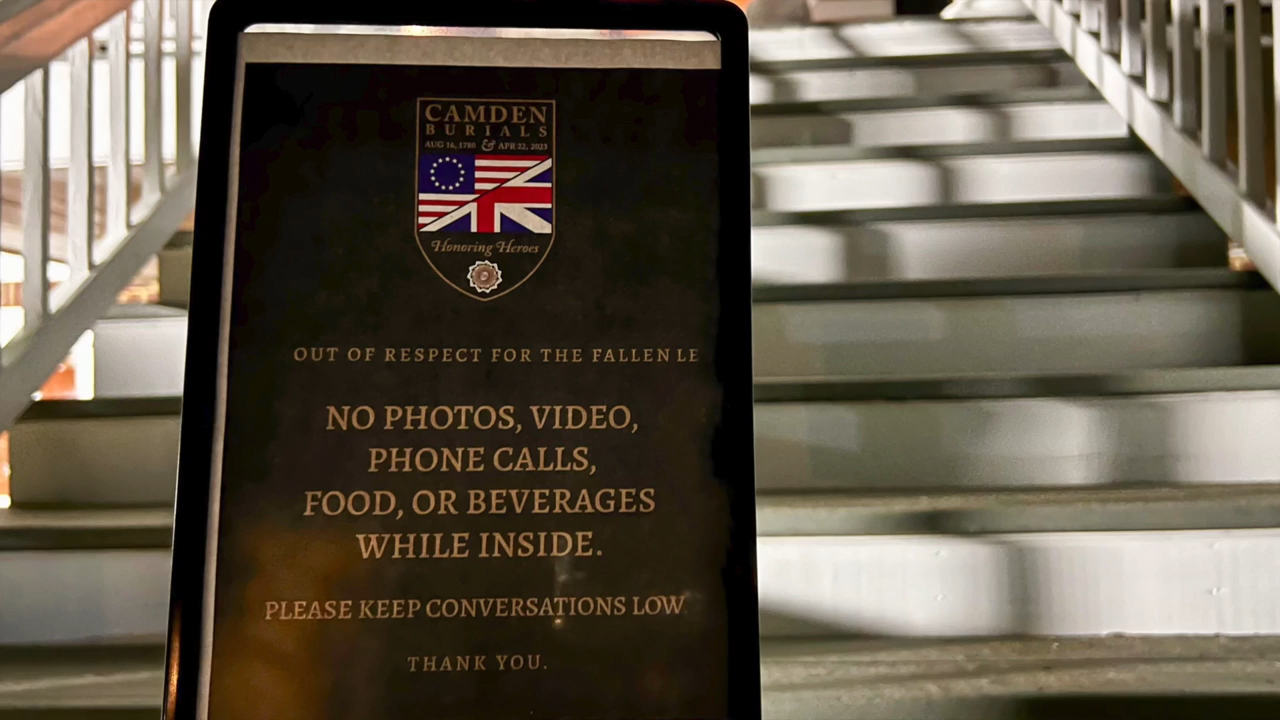 CAMDEN
BURIALS
AUG 16, 1780 & APR 22, 2023
Honoring Heroes
OUT OF RESPECT FOR THE FALLEN LE
NO PHOTOS, VIDEO,
PHONE CALLS,
FOOD, OR BEVERAGES
WHILE INSIDE.
PLEASE KEEP CONVERSATIONS LOW
THANK YOU.